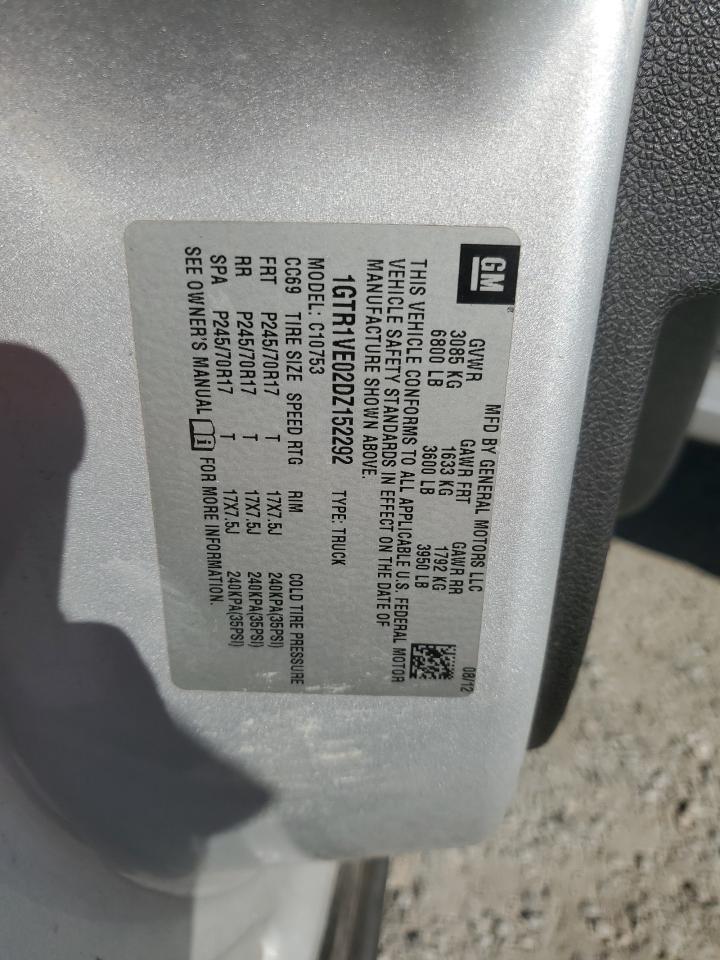 GM
MFD BY GENERAL MOTORS LLC 08/12
GVWR GAWR FRT GAWR RR
3085 KG 1633 KG 1792 KG
6800 LB 3600 LB 3950 LB
THIS VEHICLE CONFORMS TO ALL APPLICABLE U.S. FEDERAL MOTOR
VEHICLE SAFETY STANDARDS IN EFFECT ON THE DATE OF
MANUFACTURE SHOWN ABOVE.
1GTR1VE02DZ152292 TYPE: TRUCK
MODEL: C10753
CC69 TIRE SIZE SPEED RTG RIM COLD TIRE PRESSURE
FRT P245/70R17 T 17X7.5J 240KPA(35PSI)
RR P245/70R17 T 17X7.5J 240KPA(35PSI)
SPA P245/70R17 T 17X7.5J 240KPA(35PSI)
SEE OWNER'S MANUAL i FOR MORE INFORMATION.